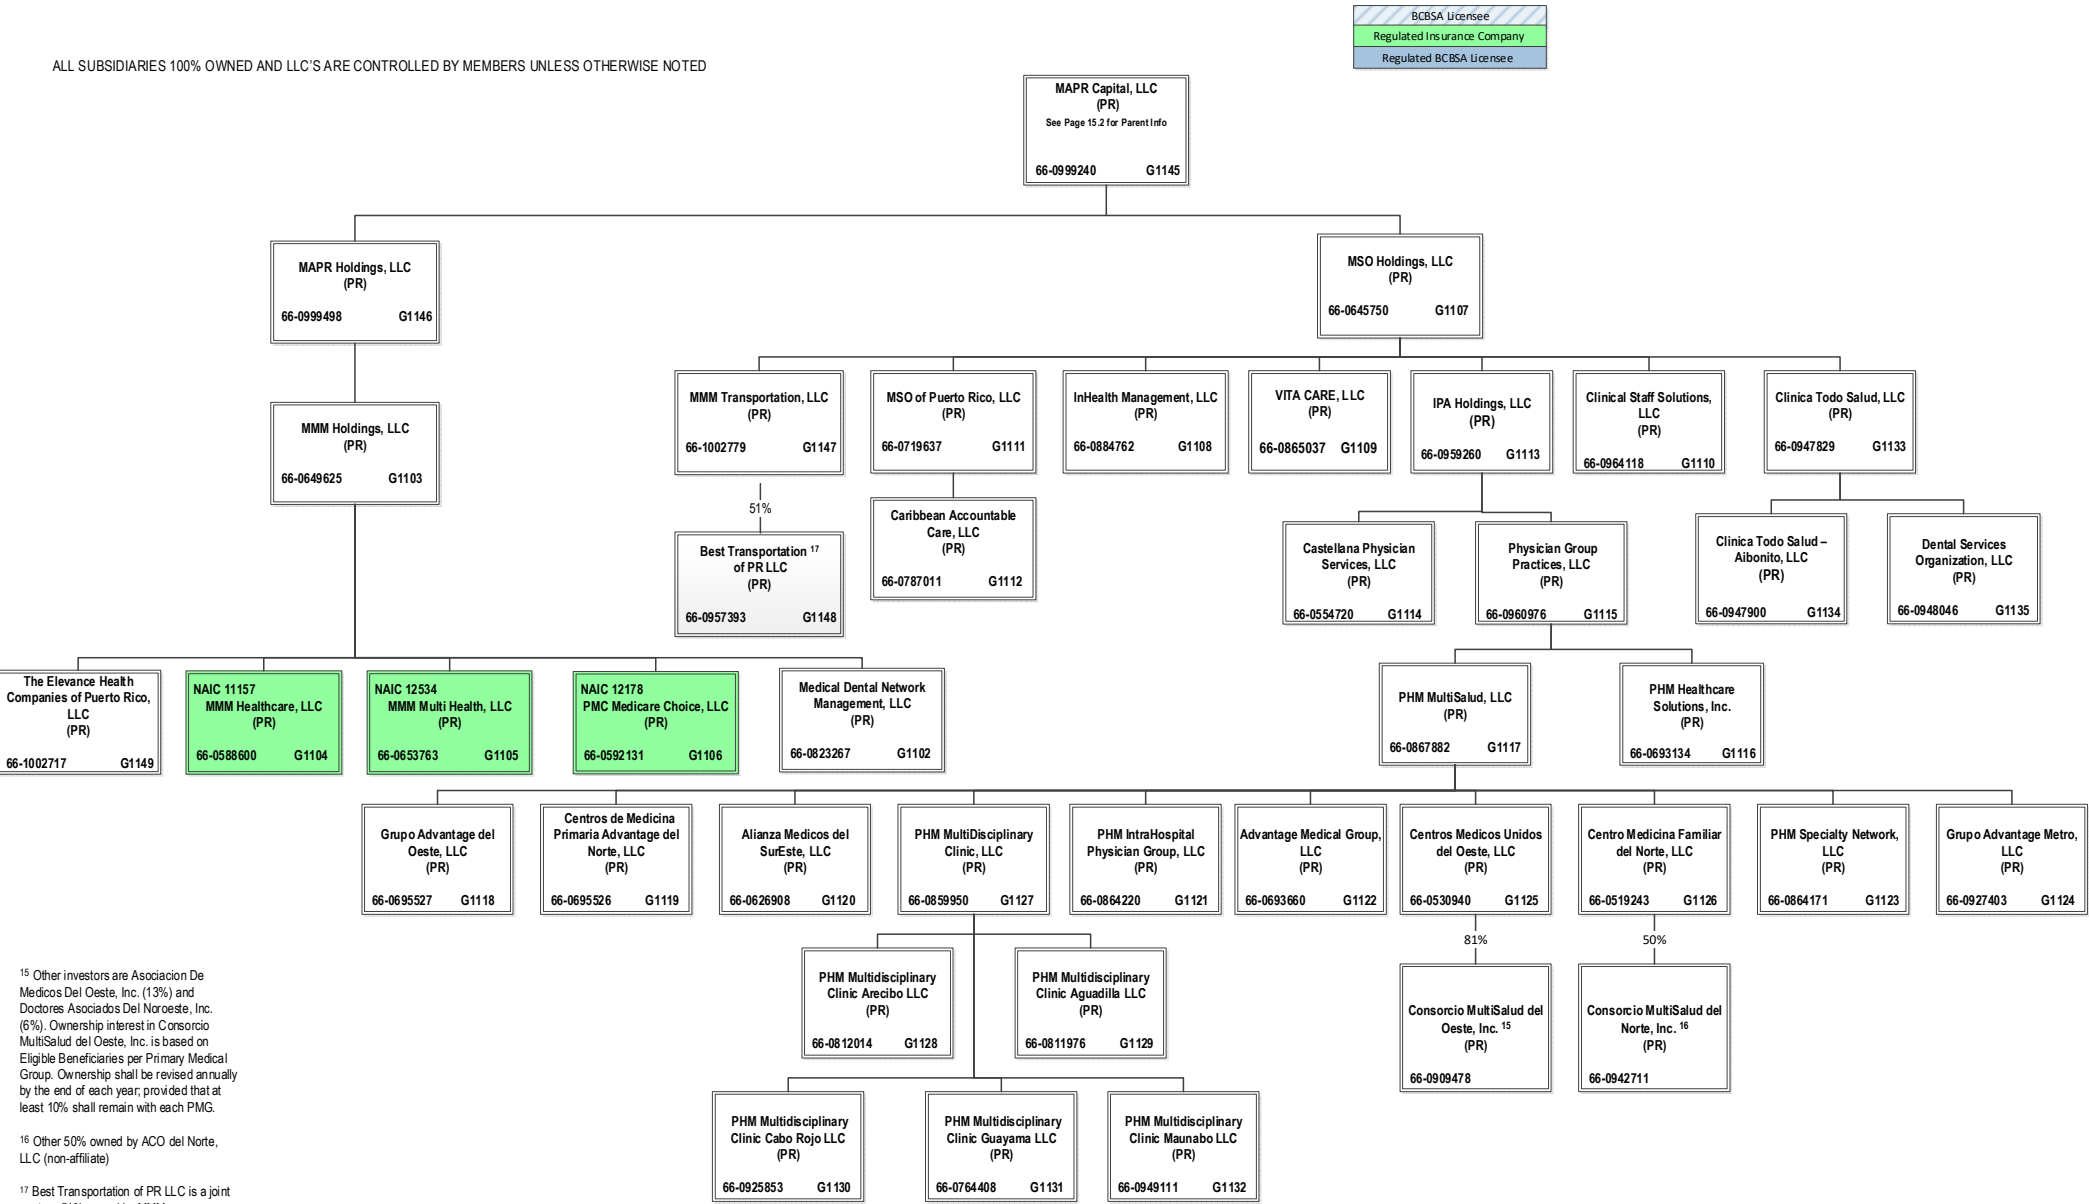 BCBSA Licensee
Regulated Insurance Company
Regulated BCBSA Licensee
ALL SUBSIDIARIES 100% OWNED AND LLC'S ARE CONTROLLED BY MEMBERS UNLESS OTHERWISE NOTED
MAPR Capital, LLC
(PR)
See Page 15.2 for Parent Info
66-0999240 G1145
MAPR Holdings, LLC
(PR)
66-0999498 G1146
MSO Holdings, LLC
(PR)
66-0645750 G1107
MMM Holdings, LLC
(PR)
66-0649625 G1103
MMM Transportation, LLC
(PR)
66-1002779 G1147
MSO of Puerto Rico, LLC
(PR)
66-0719637 G1111
InHealth Management, LLC
(PR)
66-0884762 G1108
VITA CARE, LLC
(PR)
66-0865037 G1109
IPA Holdings, LLC
(PR)
66-0959260 G1113
Clinical Staff Solutions,
LLC
(PR)
66-0964118 G1110
Clinica Todo Salud, LLC
(PR)
66-0947829 G1133
51%
Best Transportation 17
of PR LLC
(PR)
66-0957393 G1148
Caribbean Accountable
Care, LLC
(PR)
66-0787011 G1112
Castellana Physician
Services, LLC
(PR)
66-0554720 G1114
Physician Group
Practices, LLC
(PR)
66-0960976 G1115
Clinica Todo Salud –
Aibonito, LLC
(PR)
66-0947900 G1134
Dental Services
Organization, LLC
(PR)
66-0948046 G1135
The Elevance Health
Companies of Puerto Rico,
LLC
(PR)
66-1002717 G1149
NAIC 11157
MMM Healthcare, LLC
(PR)
66-0588600 G1104
NAIC 12534
MMM Multi Health, LLC
(PR)
66-0653763 G1105
NAIC 12178
PMC Medicare Choice, LLC
(PR)
66-0592131 G1106
Medical Dental Network
Management, LLC
(PR)
66-0823267 G1102
PHM MultiSalud, LLC
(PR)
66-0867882 G1117
PHM Healthcare
Solutions, Inc.
(PR)
66-0693134 G1116
Grupo Advantage del
Oeste, LLC
(PR)
66-0695527 G1118
Centros de Medicina
Primaria Advantage del
Norte, LLC
(PR)
66-0695526 G1119
Alianza Medicos del
SurEste, LLC
(PR)
66-0626908 G1120
PHM MultiDisciplinary
Clinic, LLC
(PR)
66-0859950 G1127
PHM IntraHospital
Physician Group, LLC
(PR)
66-0864220 G1121
Advantage Medical Group,
LLC
(PR)
66-0693660 G1122
Centros Medicos Unidos
del Oeste, LLC
(PR)
66-0530940 G1125
Centro Medicina Familiar
del Norte, LLC
(PR)
66-0519243 G1126
PHM Specialty Network,
LLC
(PR)
66-0864171 G1123
Grupo Advantage Metro,
LLC
(PR)
66-0927403 G1124
81%
50%
PHM Multidisciplinary
Clinic Arecibo LLC
(PR)
66-0812014 G1128
PHM Multidisciplinary
Clinic Aguadilla LLC
(PR)
66-0811976 G1129
Consorcio MultiSalud del
Oeste, Inc. 15
(PR)
66-0909478
Consorcio MultiSalud del
Norte, Inc. 16
(PR)
66-0942711
PHM Multidisciplinary
Clinic Cabo Rojo LLC
(PR)
66-0925853 G1130
PHM Multidisciplinary
Clinic Guayama LLC
(PR)
66-0764408 G1131
PHM Multidisciplinary
Clinic Maunabo LLC
(PR)
66-0949111 G1132
15 Other investors are Asociacion De
Medicos Del Oeste, Inc. (13%) and
Doctores Asociados Del Noroeste, Inc.
(6%). Ownership interest in Consorcio
MultiSalud del Oeste, Inc. is based on
Eligible Beneficiaries per Primary Medical
Group. Ownership shall be revised annually
by the end of each year; provided that at
least 10% shall remain with each PMG.
16 Other 50% owned by ACO del Norte,
LLC (non-affiliate)
17 Best Transportation of PR LLC is a joint